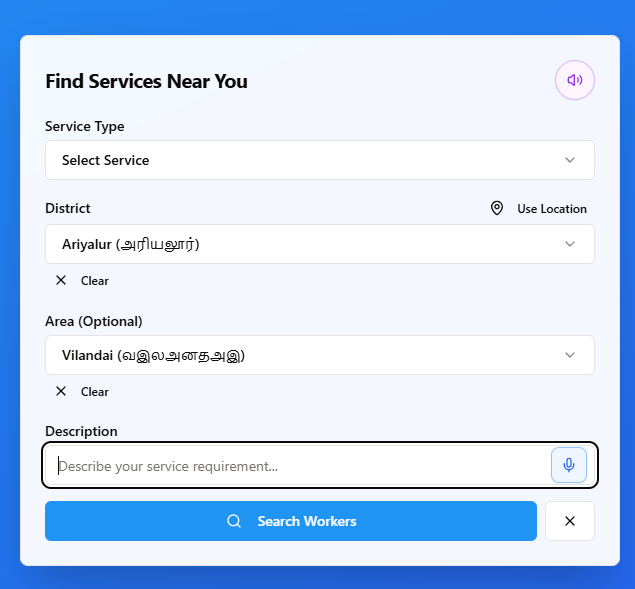 Find Services Near You
Service Type
Select Service
District
Use Location
Ariyalur (அரியலூர்)
Clear
Area (Optional)
Vilandai (வஇலஅனதஅஇ)
Clear
Description
Describe your service requirement...
Search Workers